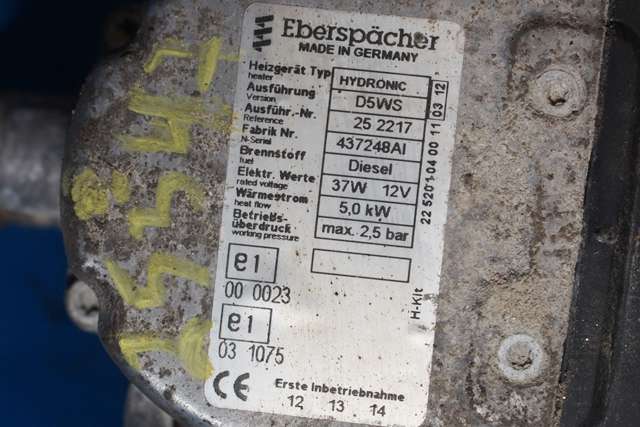 Eberspächer
MADE IN GERMANY
Heizgerät Typ HYDRONIC
heater
Ausführung D5WS
Version
Ausführ.-Nr. 25 2217
Reference
Fabrik Nr. 437248AI
N-Serial
Brennstoff Diesel
fuel
Elektr. Werte 37W 12V
rated voltage
Wärmestrom 5,0 kW
heat flow
Betriebs-
überdruck max. 2,5 bar
working pressure
03 12
22 5201 04 00 11
H-Kit
e1
00 0023
e1
03 1075
CE Erste Inbetriebnahme
12 13 14